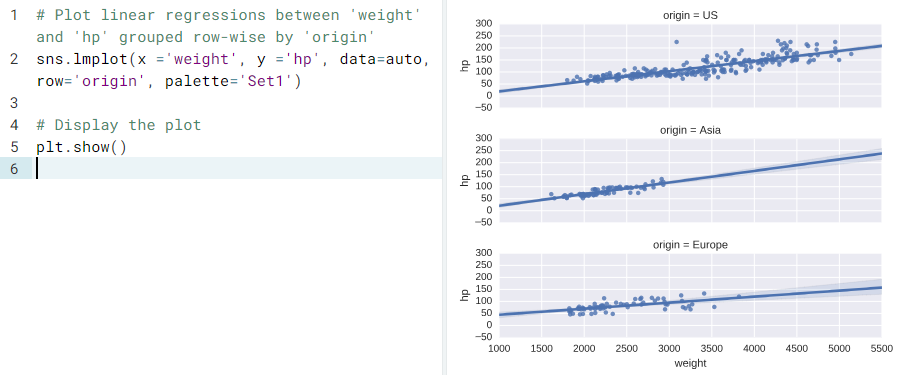 1 # Plot linear regressions between 'weight'
and 'hp' grouped row-wise by 'origin'
2 sns.lmplot(x ='weight', y ='hp', data=auto,
row='origin', palette='Set1')
3
4 # Display the plot
5 plt.show()
6
origin = US
300
250
200
150
100
50
0
−50
hp
origin = Asia
300
250
200
150
100
50
0
−50
hp
origin = Europe
300
250
200
150
100
50
0
−50
hp
1000 1500 2000 2500 3000 3500 4000 4500 5000 5500
weight